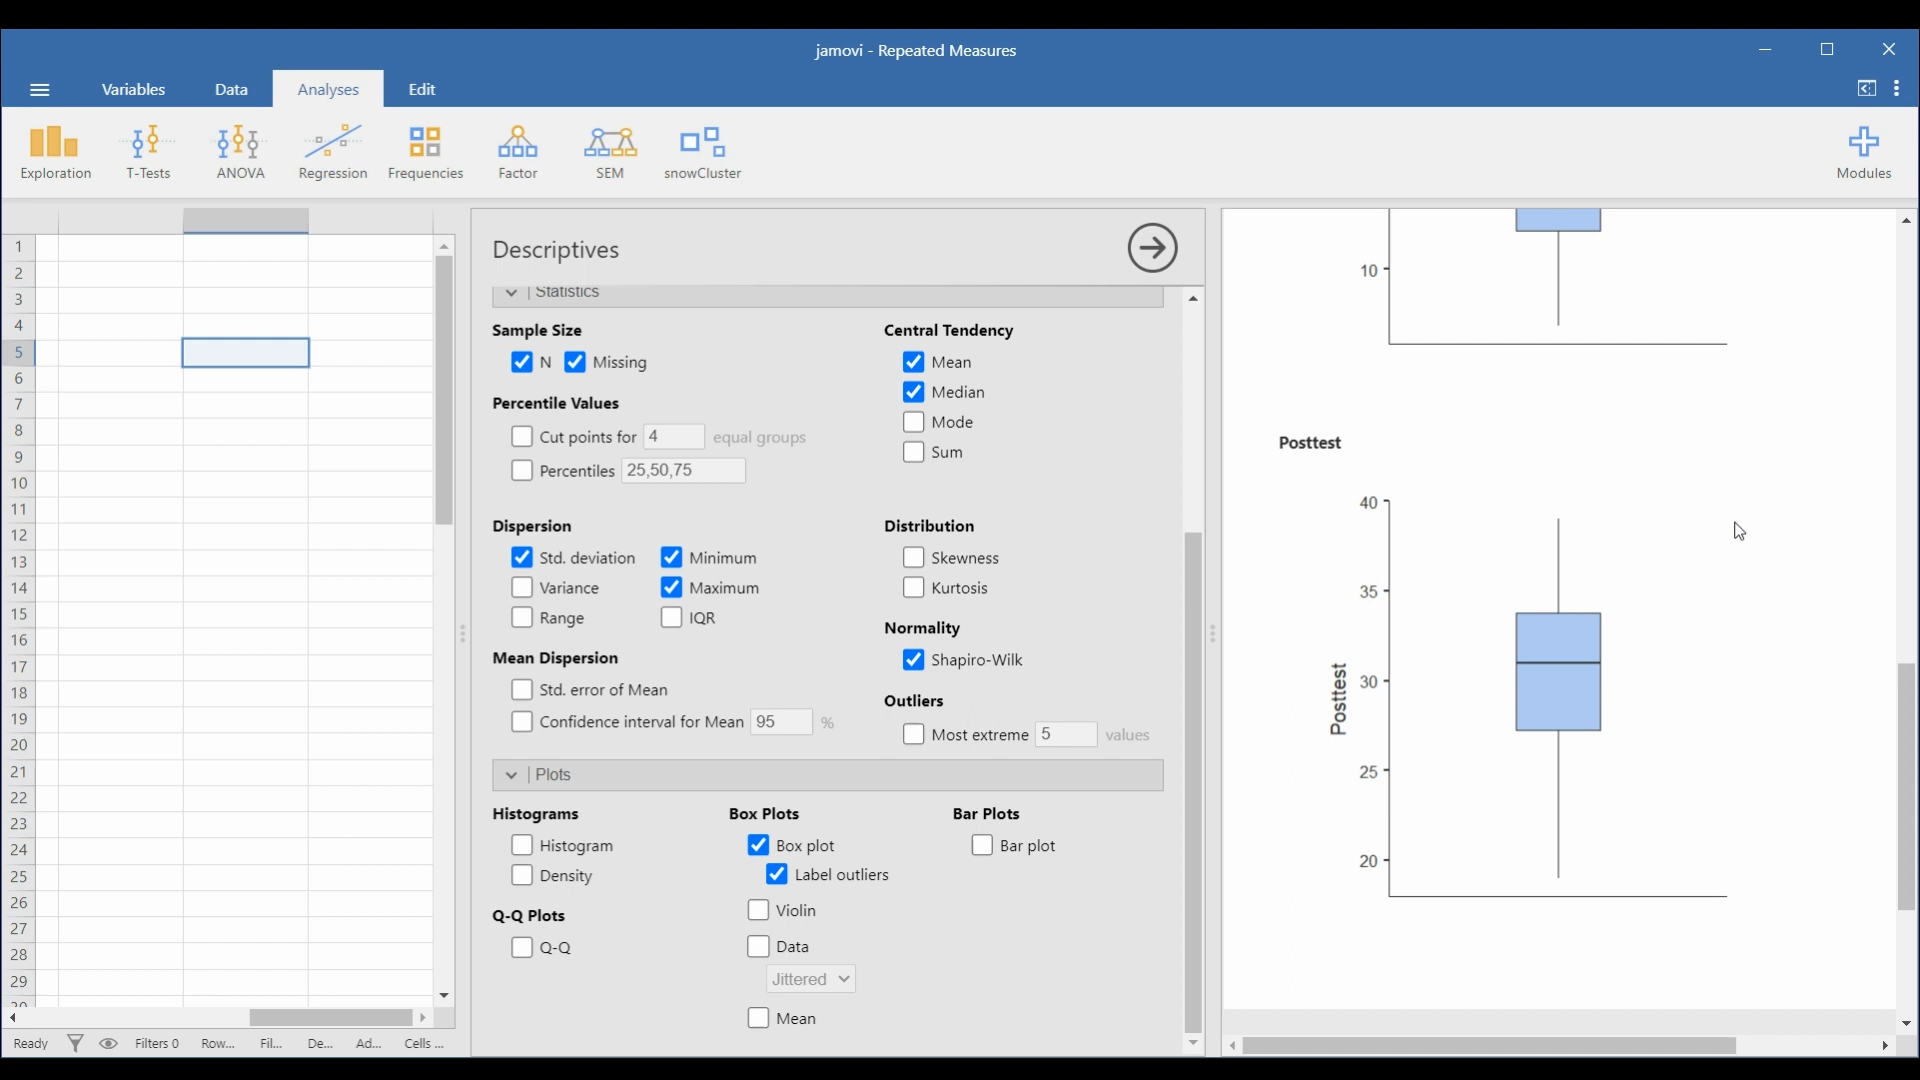 jamovi - Repeated Measures
Variables Data Analyses Edit
Exploration T-Tests ANOVA Regression Frequencies Factor SEM snowCluster Modules
1
2
3
4
5
6
7
8
9
10
11
12
13
14
15
16
17
18
19
20
21
22
23
24
25
26
27
28
29
30
Ready Filters 0 Row... Fil... De... Ad... Cells ...
Descriptives
Statistics
Sample Size
N Missing
Percentile Values
Cut points for 4 equal groups
Percentiles 25,50,75
Central Tendency
Mean
Median
Mode
Sum
Dispersion
Std. deviation Minimum
Variance Maximum
Range IQR
Mean Dispersion
Std. error of Mean
Confidence interval for Mean 95 %
Distribution
Skewness
Kurtosis
Normality
Shapiro-Wilk
Outliers
Most extreme 5 values
Plots
Histograms
Histogram
Density
Q-Q Plots
Q-Q
Box Plots
Box plot
Label outliers
Violin
Data
Jittered
Mean
Bar Plots
Bar plot
10
Posttest
40
35
30
25
20
Posttest